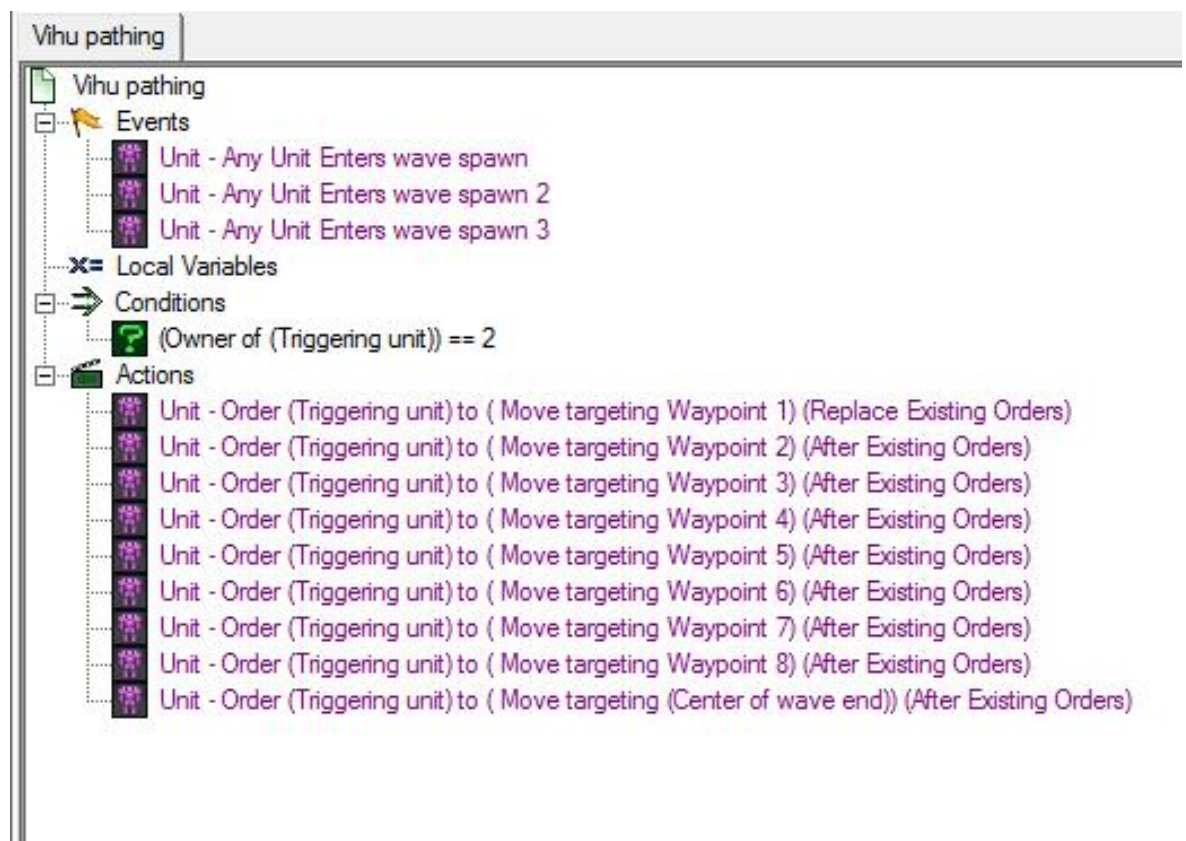 Vihu pathing
Vihu pathing
Events
Unit - Any Unit Enters wave spawn
Unit - Any Unit Enters wave spawn 2
Unit - Any Unit Enters wave spawn 3
X= Local Variables
Conditions
(Owner of (Triggering unit)) == 2
Actions
Unit - Order (Triggering unit) to ( Move targeting Waypoint 1) (Replace Existing Orders)
Unit - Order (Triggering unit) to ( Move targeting Waypoint 2) (After Existing Orders)
Unit - Order (Triggering unit) to ( Move targeting Waypoint 3) (After Existing Orders)
Unit - Order (Triggering unit) to ( Move targeting Waypoint 4) (After Existing Orders)
Unit - Order (Triggering unit) to ( Move targeting Waypoint 5) (After Existing Orders)
Unit - Order (Triggering unit) to ( Move targeting Waypoint 6) (After Existing Orders)
Unit - Order (Triggering unit) to ( Move targeting Waypoint 7) (After Existing Orders)
Unit - Order (Triggering unit) to ( Move targeting Waypoint 8) (After Existing Orders)
Unit - Order (Triggering unit) to ( Move targeting (Center of wave end)) (After Existing Orders)